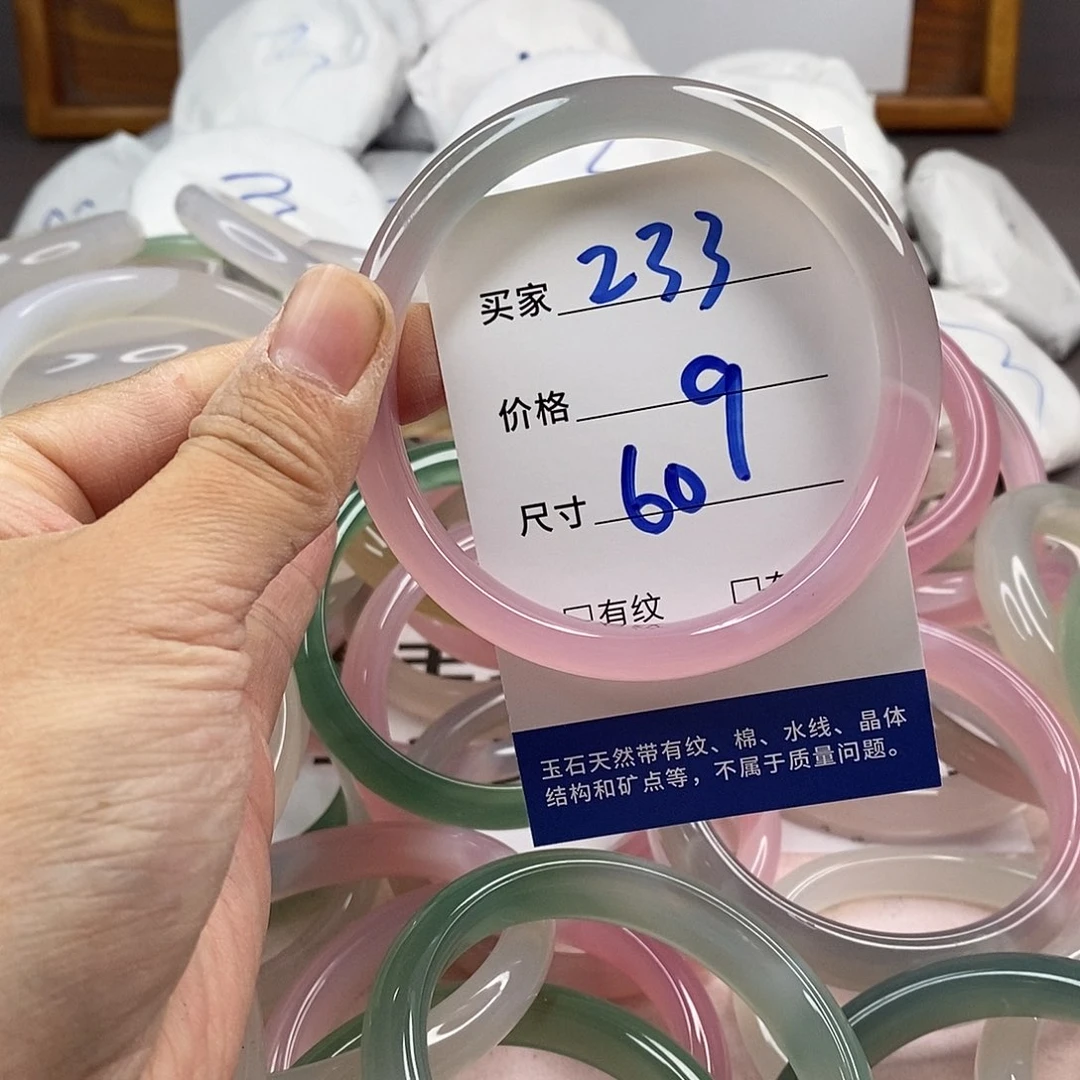 买家 233
价格 9
尺寸 60
有纹
玉石天然带有纹、棉、水线、晶体
结构和矿点等，不属于质量问题。